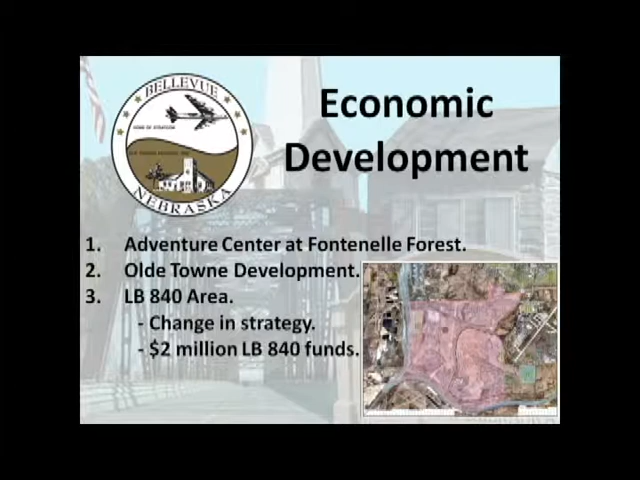 BELLEVUE
NEBRASKA
Economic
Development
1. Adventure Center at Fontenelle Forest.
2. Olde Towne Development.
3. LB 840 Area.
- Change in strategy.
- $2 million LB 840 funds.